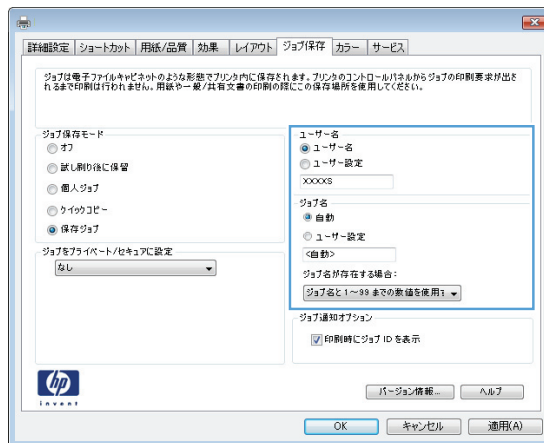 詳細設定 ショートカット 用紙/品質 効果 レイアウト ジョブ保存 カラー サービス
ジョブは電子ファイルキャビネットのような形態でプリンタ内に保存されます。プリンタのコントロールパネルからジョブの印刷要求が出さ
れるまで印刷は行われません。用紙や一般/共有文書の印刷の際にこの保存場所を使用してください。
ジョブ保存モード
オフ
試し刷り後に保留
個人ジョブ
クイックコピー
保存ジョブ
ジョブをプライベート/セキュアに設定
なし
ユーザー名
ユーザー名
ユーザー設定
XXXXS
ジョブ名
自動
ユーザー設定
<自動>
ジョブ名が存在する場合:
ジョブ名と1～99までの数値を使用す
ジョブ通知オプション
印刷時にジョブ ID を表示
hp
invent
バージョン情報...
ヘルプ
OK
キャンセル
適用(A)